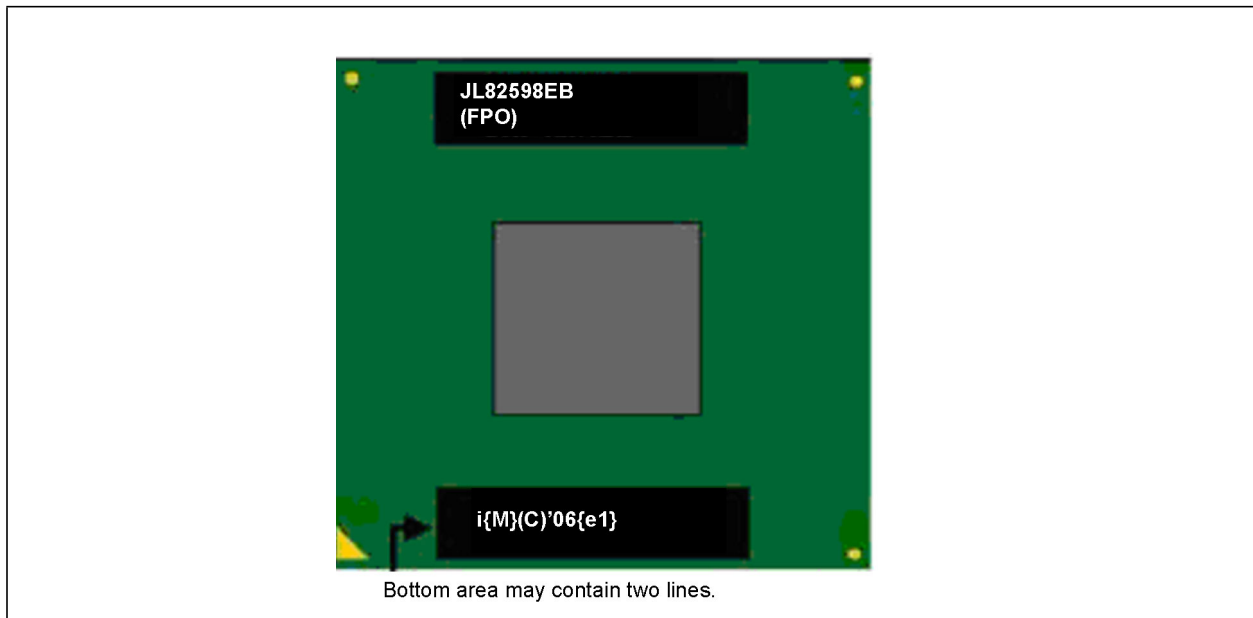 JL82598EB
(FPO)
i{M}(C)’06{e1}
Bottom area may contain two lines.